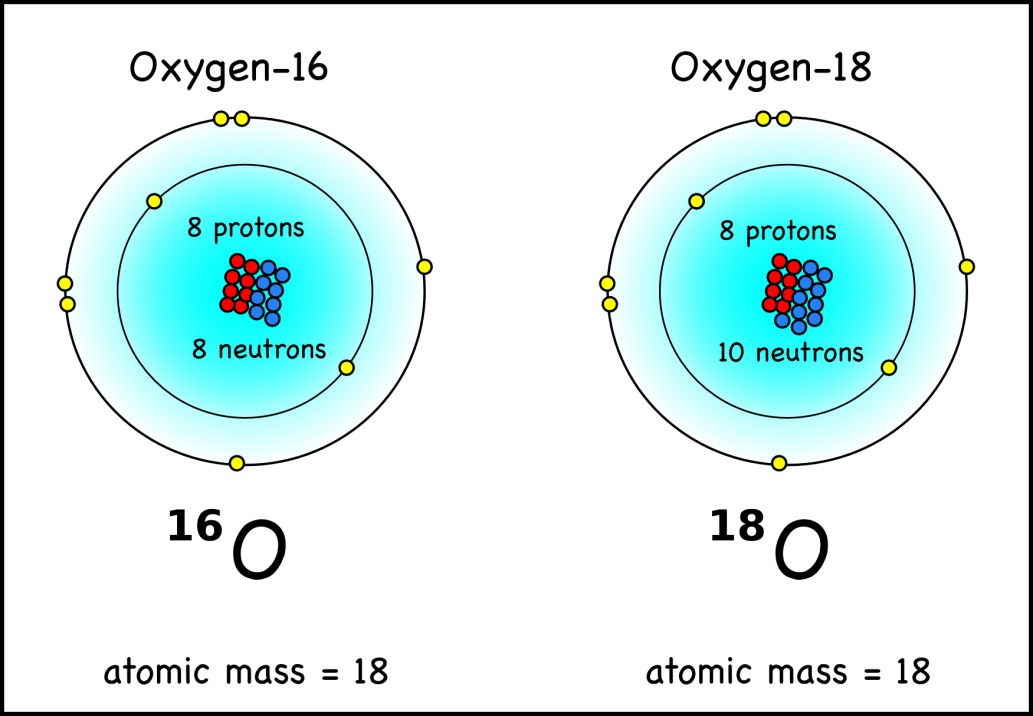 Oxygen-16
8 protons
8 neutrons
16O
atomic mass = 18
Oxygen-18
8 protons
10 neutrons
18O
atomic mass = 18